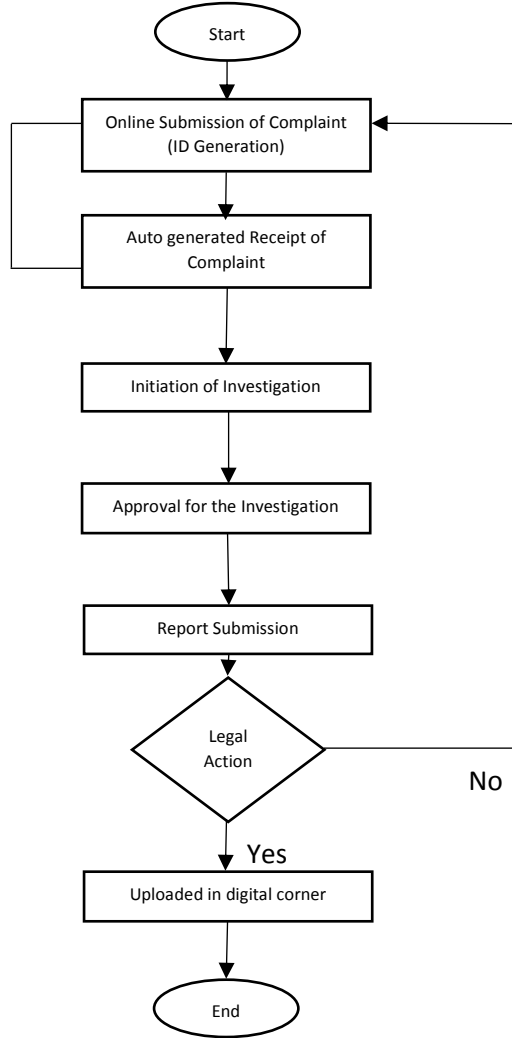 Start
Online Submission of Complaint
(ID Generation)
Auto generated Receipt of
Complaint
Initiation of Investigation
Approval for the Investigation
Report Submission
Legal
Action
No
Yes
Uploaded in digital corner
End